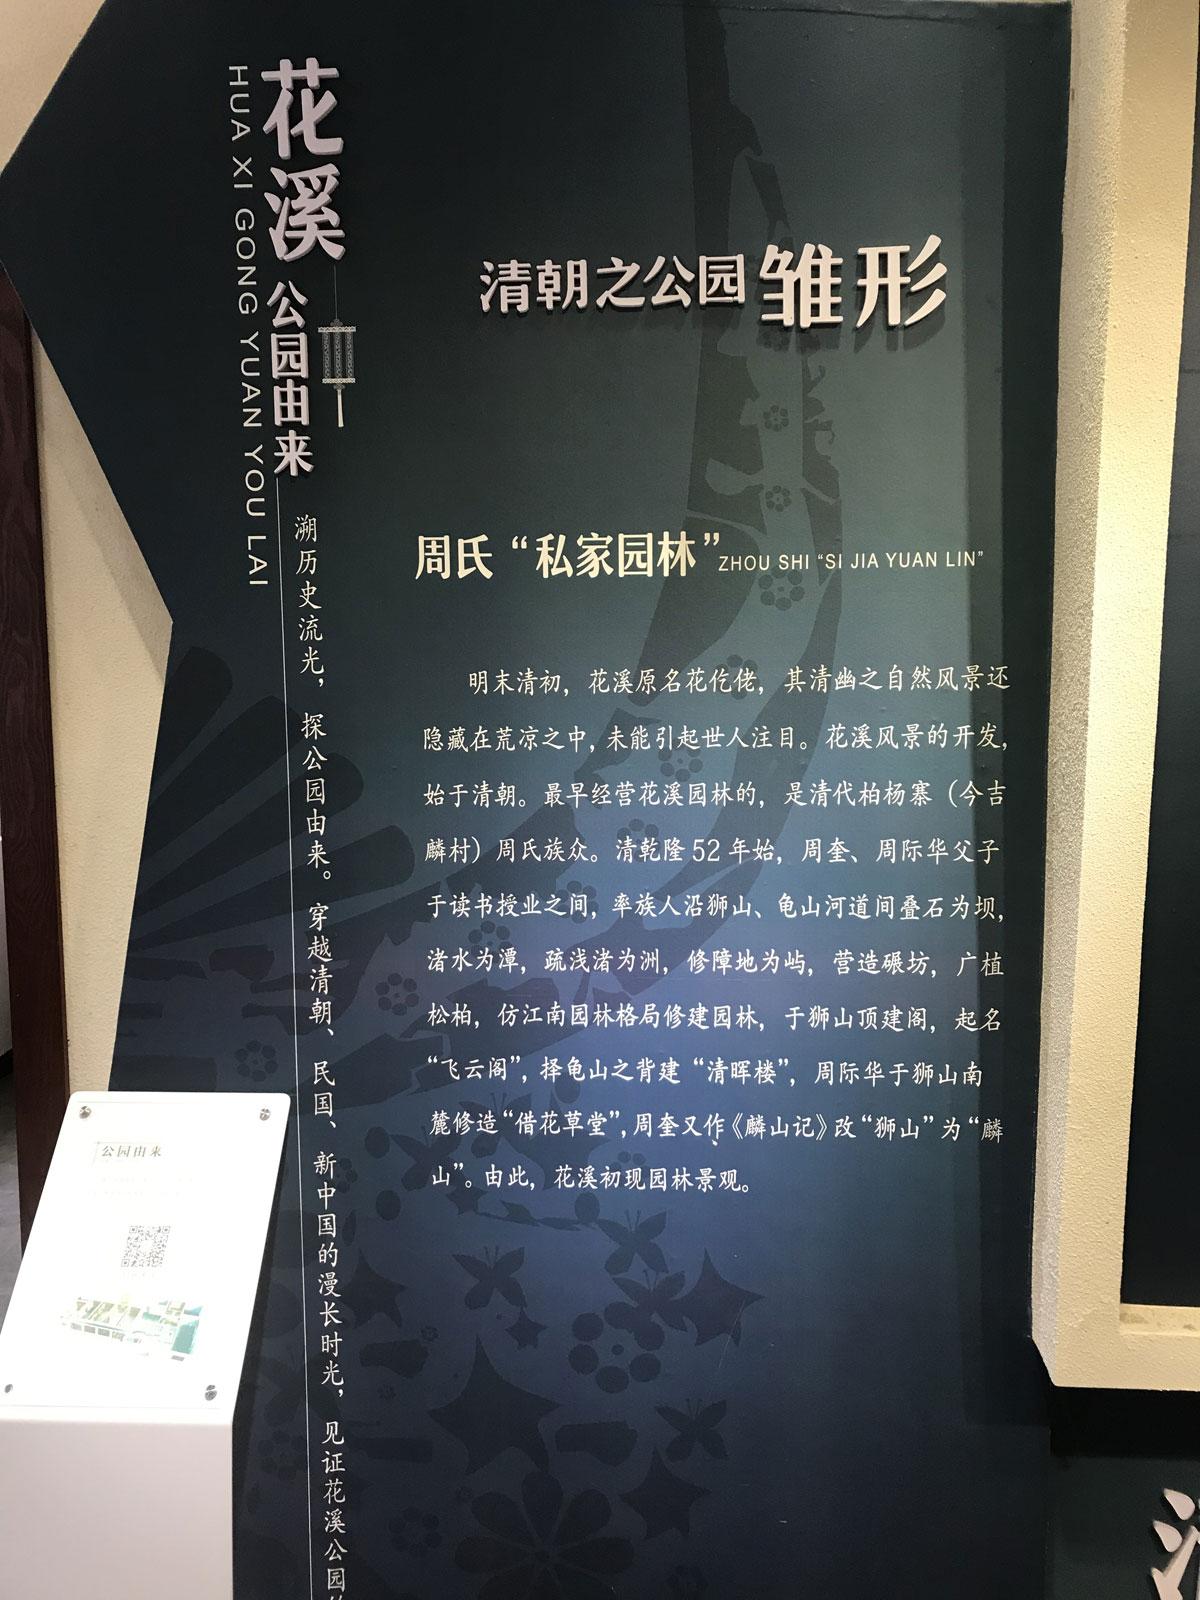 花溪公园由来
HUA XI GONG YUAN YOU LAI
溯历史流光，探公园由来。穿越清朝、民国、新中国的漫长时光，见证花溪公园
清朝之公园雏形
周氏“私家园林”ZHOU SHI “SI JIA YUAN LIN”
明末清初，花溪原名花仡佬，其清幽之自然风景还
隐藏在荒凉之中，未能引起世人注目。花溪风景的开发，
始于清朝。最早经营花溪园林的，是清代柏杨寨（今吉
麟村）周氏族众。清乾隆52年始，周奎、周际华父子
于读书授业之间，率族人沿狮山、龟山河道间叠石为坝，
渚水为潭，疏浅渚为洲，修障地为屿，营造碾坊，广植
松柏，仿江南园林格局修建园林，于狮山顶建阁，起名
“飞云阁”，择龟山之背建“清晖楼”，周际华于狮山南
麓修造“借花草堂”，周奎又作《麟山记》改“狮山”为“麟
山”。由此，花溪初现园林景观。
公园由来